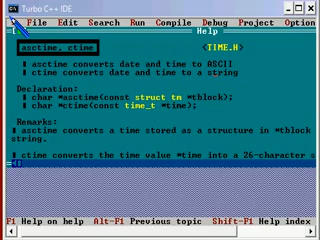 Turbo C++ IDE
File Edit Search Run Compile Debug Project Option
Help
asctime, ctime <TIME.H>
asctime converts date and time to ASCII
ctime converts date and time to a string
Declaration:
char *asctime(const struct tm *tblock);
char *ctime(const time_t *time);
Remarks:
asctime converts a time stored as a structure in *tblock
string.
ctime converts the time value *time into a 26-character s
F1 Help on help Alt-F1 Previous topic Shift-F1 Help index